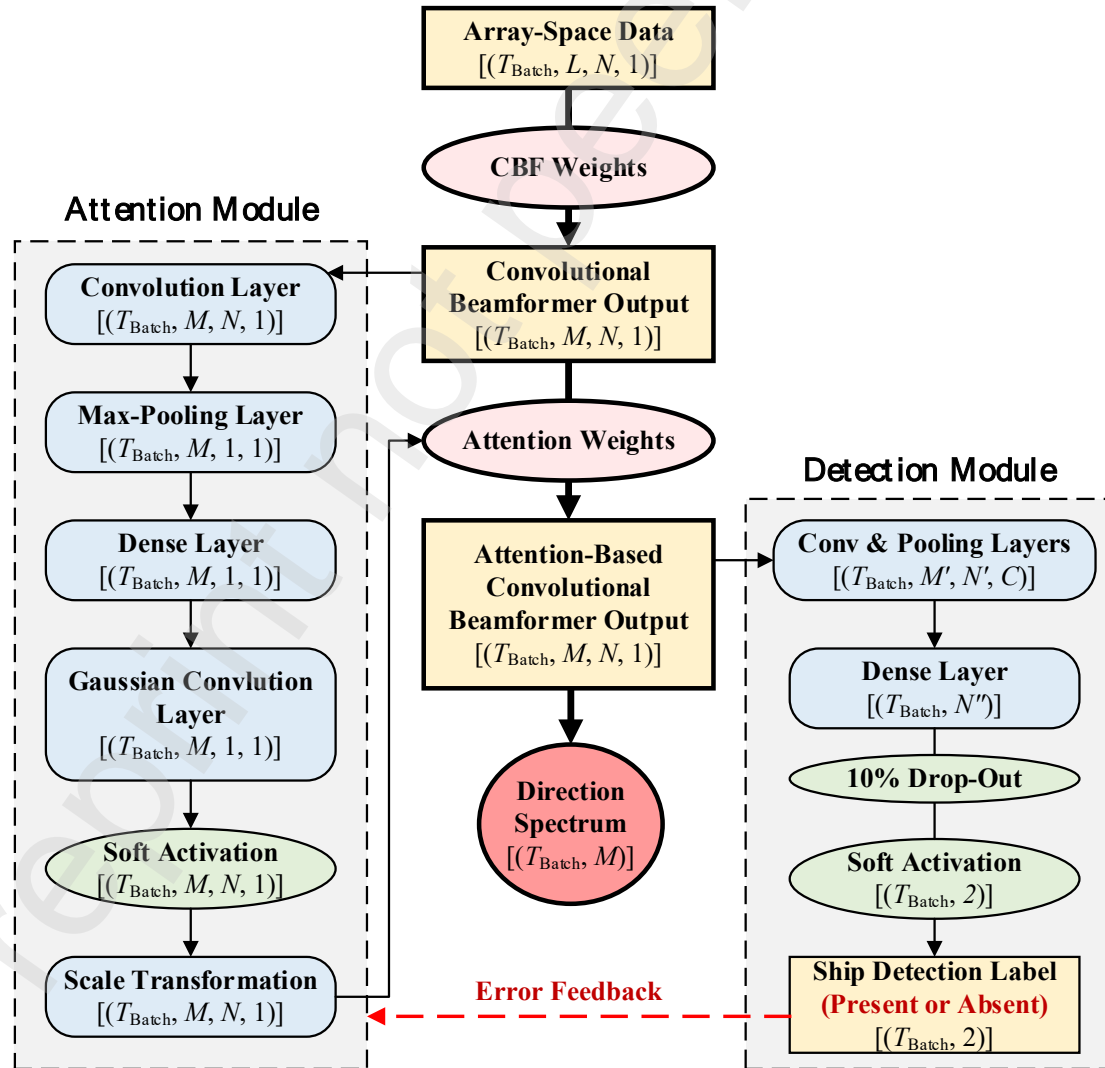 Array-Space Data
[(T_Batch, L, N, 1)]
CBF Weights
Attention Module
Convolution Layer
[(T_Batch, M, N, 1)]
Max-Pooling Layer
[(T_Batch, M, 1, 1)]
Dense Layer
[(T_Batch, M, 1, 1)]
Gaussian Convlution
Layer
[(T_Batch, M, 1, 1)]
Soft Activation
[(T_Batch, M, N, 1)]
Scale Transformation
[(T_Batch, M, N, 1)]
Convolutional
Beamformer Output
[(T_Batch, M, N, 1)]
Attention Weights
Attention-Based
Convolutional
Beamformer Output
[(T_Batch, M, N, 1)]
Direction
Spectrum
[(T_Batch, M)]
Error Feedback
Detection Module
Conv & Pooling Layers
[(T_Batch, M′, N′, C)]
Dense Layer
[(T_Batch, N″)]
10% Drop-Out
Soft Activation
[(T_Batch, 2)]
Ship Detection Label
(Present or Absent)
[(T_Batch, 2)]
reprint not pee